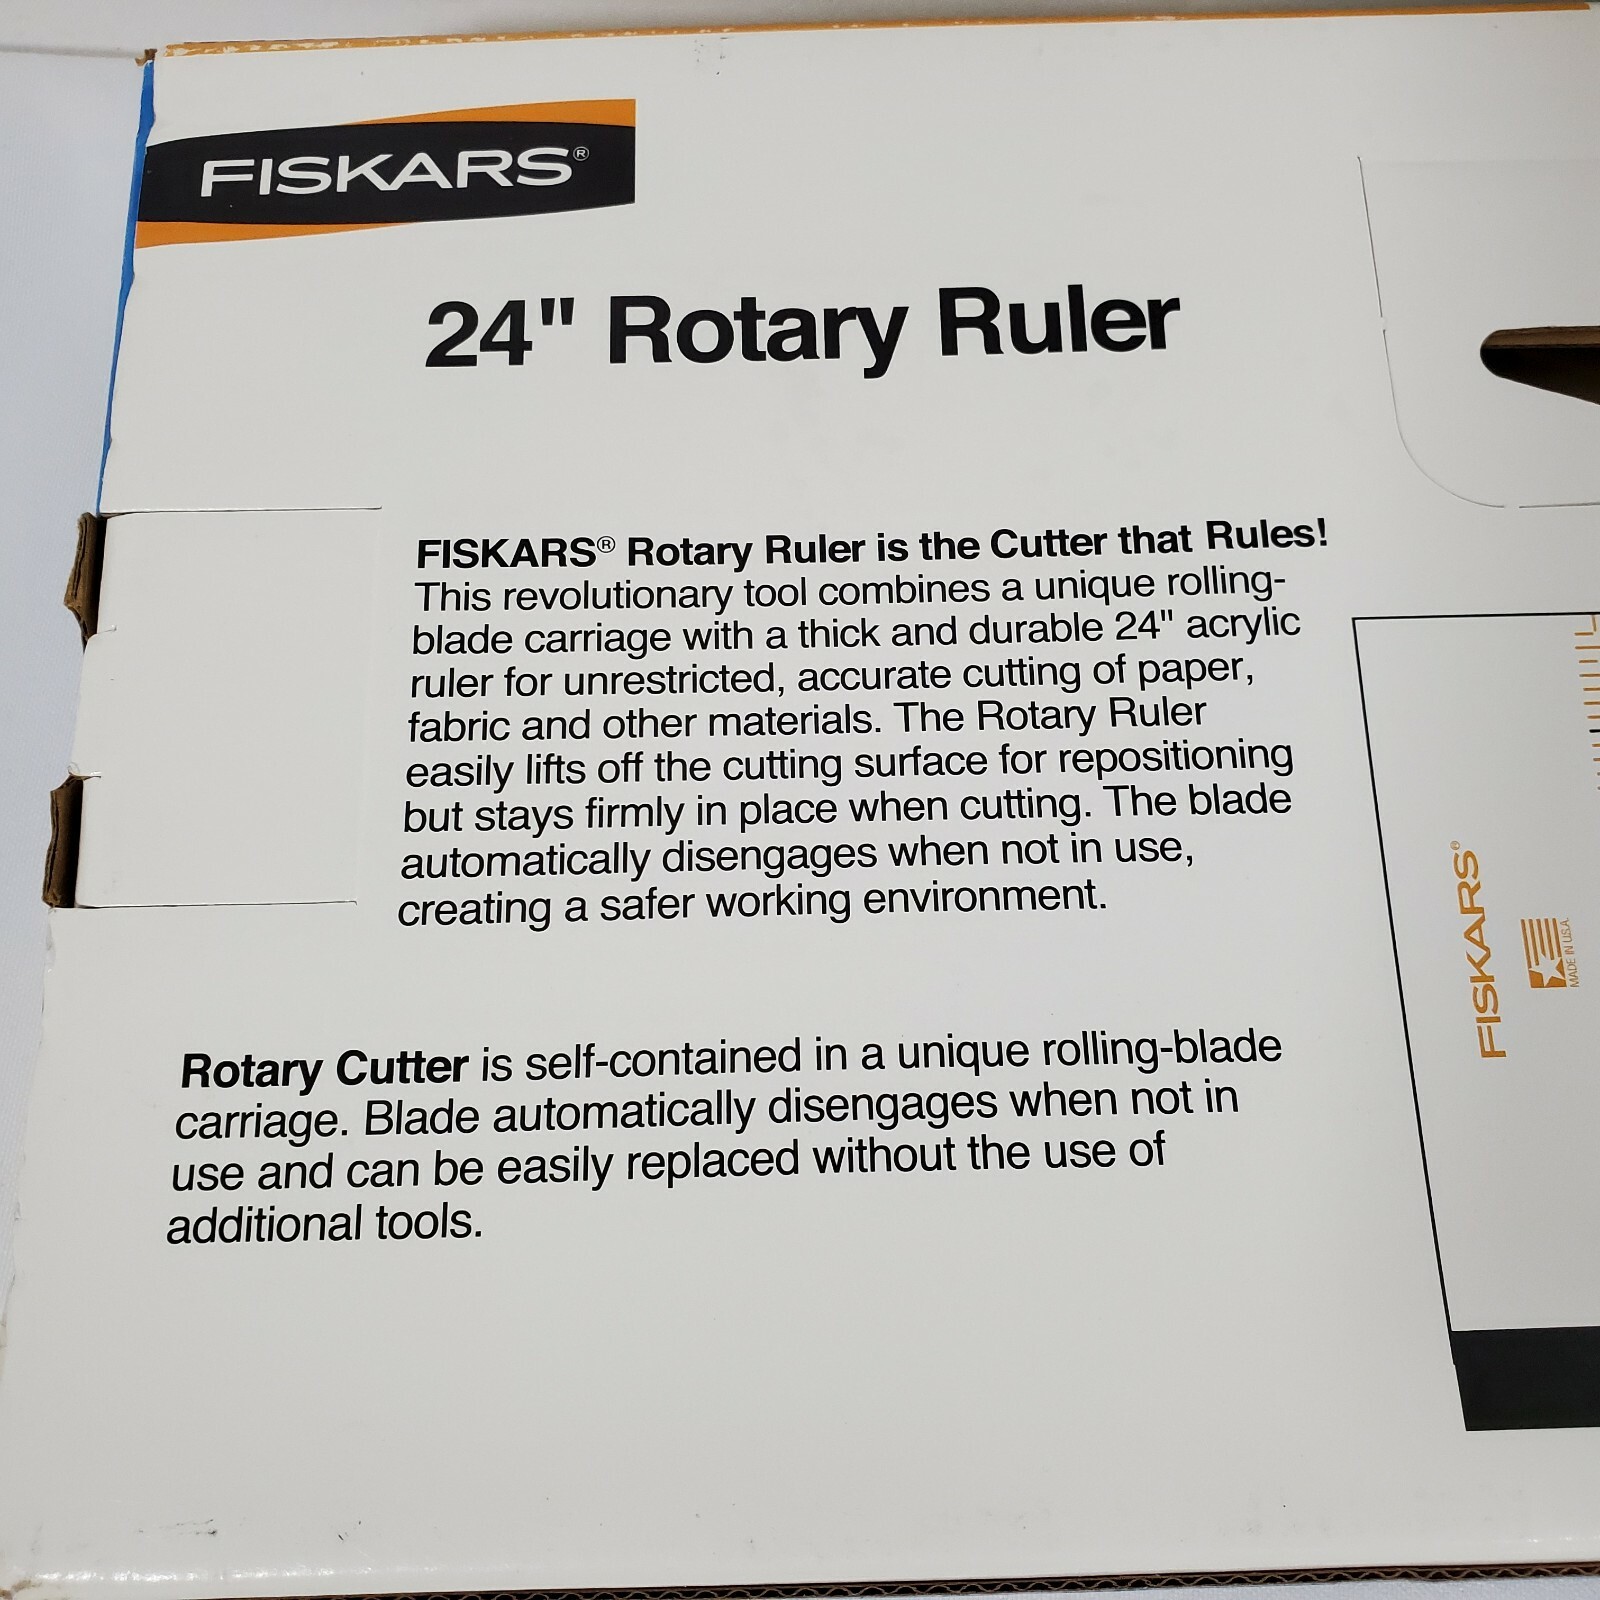 FISKARS®
24" Rotary Ruler
FISKARS® Rotary Ruler is the Cutter that Rules!
This revolutionary tool combines a unique rolling-
blade carriage with a thick and durable 24" acrylic
ruler for unrestricted, accurate cutting of paper,
fabric and other materials. The Rotary Ruler
easily lifts off the cutting surface for repositioning
but stays firmly in place when cutting. The blade
automatically disengages when not in use,
creating a safer working environment.
Rotary Cutter is self-contained in a unique rolling-blade
carriage. Blade automatically disengages when not in
use and can be easily replaced without the use of
additional tools.
FISKARS®
MADE IN U.S.A.